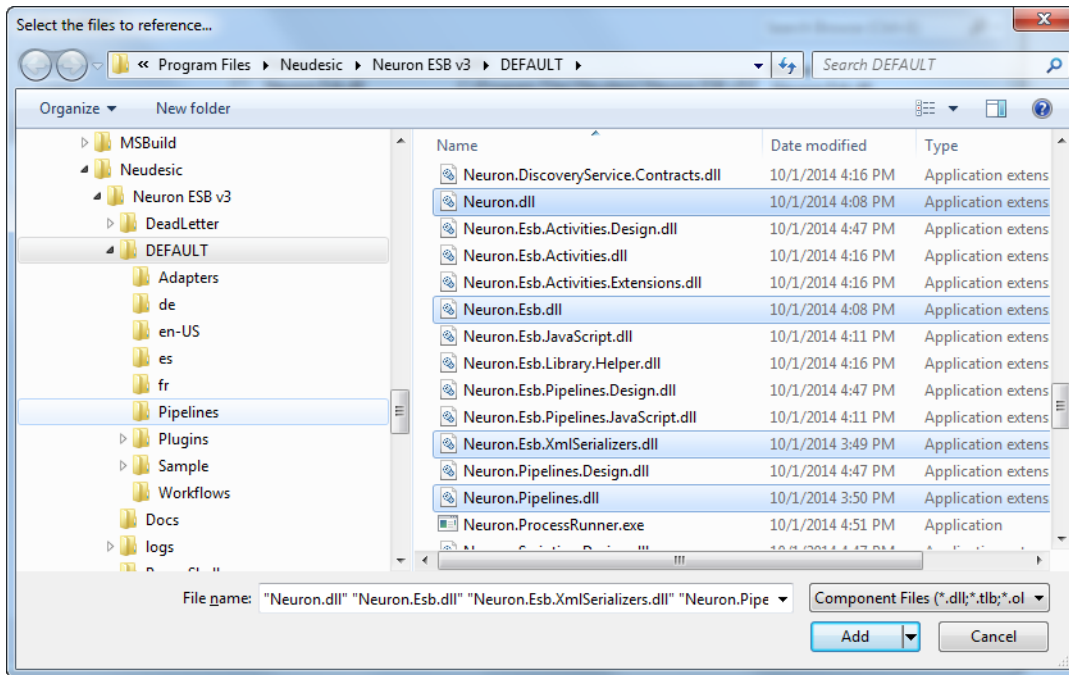 Select the files to reference...
« Program Files ▸ Neudesic ▸ Neuron ESB v3 ▸ DEFAULT ▸
Search DEFAULT
Organize
New folder
MSBuild
Neudesic
Neuron ESB v3
DeadLetter
DEFAULT
Adapters
de
en-US
es
fr
Pipelines
Plugins
Sample
Workflows
Docs
logs
Name Date modified Type
Neuron.DiscoveryService.Contracts.dll 10/1/2014 4:16 PM Application extens
Neuron.dll 10/1/2014 4:08 PM Application extens
Neuron.Esb.Activities.Design.dll 10/1/2014 4:47 PM Application extens
Neuron.Esb.Activities.dll 10/1/2014 4:16 PM Application extens
Neuron.Esb.Activities.Extensions.dll 10/1/2014 4:16 PM Application extens
Neuron.Esb.dll 10/1/2014 4:08 PM Application extens
Neuron.Esb.JavaScript.dll 10/1/2014 4:11 PM Application extens
Neuron.Esb.Library.Helper.dll 10/1/2014 4:16 PM Application extens
Neuron.Esb.Pipelines.Design.dll 10/1/2014 4:47 PM Application extens
Neuron.Esb.Pipelines.JavaScript.dll 10/1/2014 4:11 PM Application extens
Neuron.Esb.XmlSerializers.dll 10/1/2014 3:49 PM Application extens
Neuron.Pipelines.Design.dll 10/1/2014 4:47 PM Application extens
Neuron.Pipelines.dll 10/1/2014 3:50 PM Application extens
Neuron.ProcessRunner.exe 10/1/2014 4:51 PM Application
File name: "Neuron.dll" "Neuron.Esb.dll" "Neuron.Esb.XmlSerializers.dll" "Neuron.Pipe
Component Files (*.dll;*.tlb;*.ol
Add
Cancel